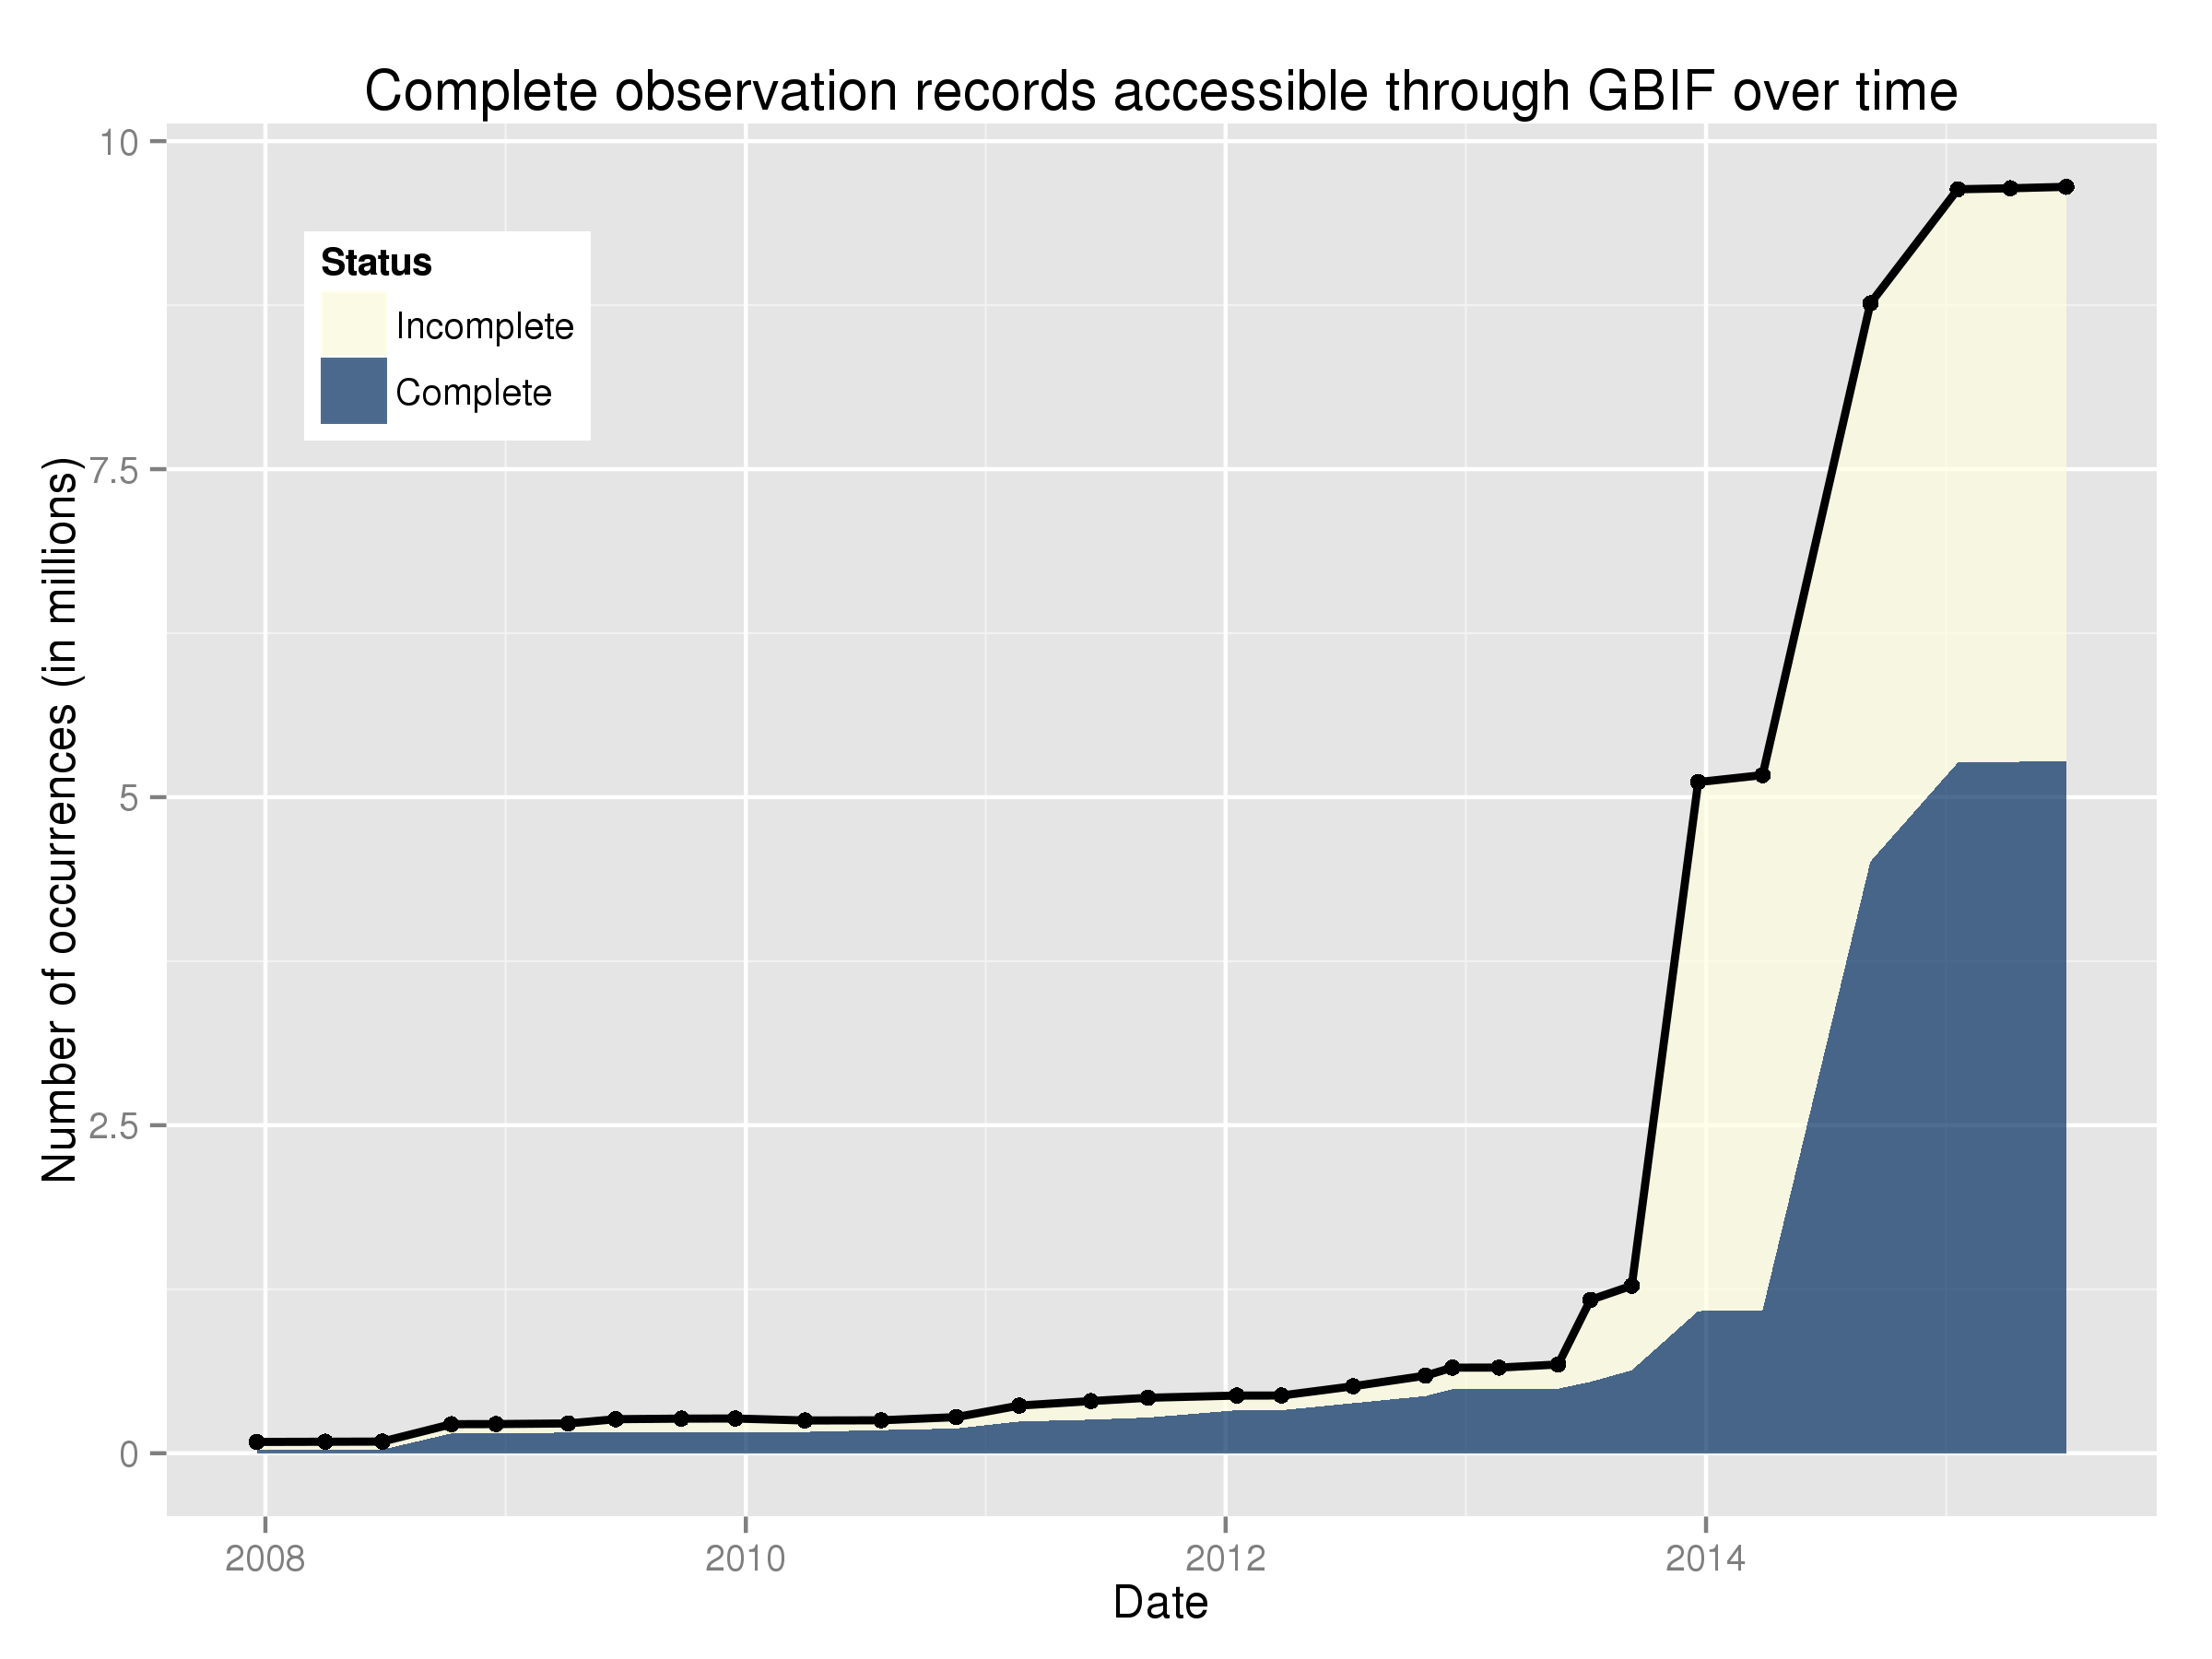 Complete observation records accessible through GBIF over time
10
7.5
5
2.5
0
Number of occurrences (in millions)
Status
Incomplete
Complete
2008
2010
2012
2014
Date